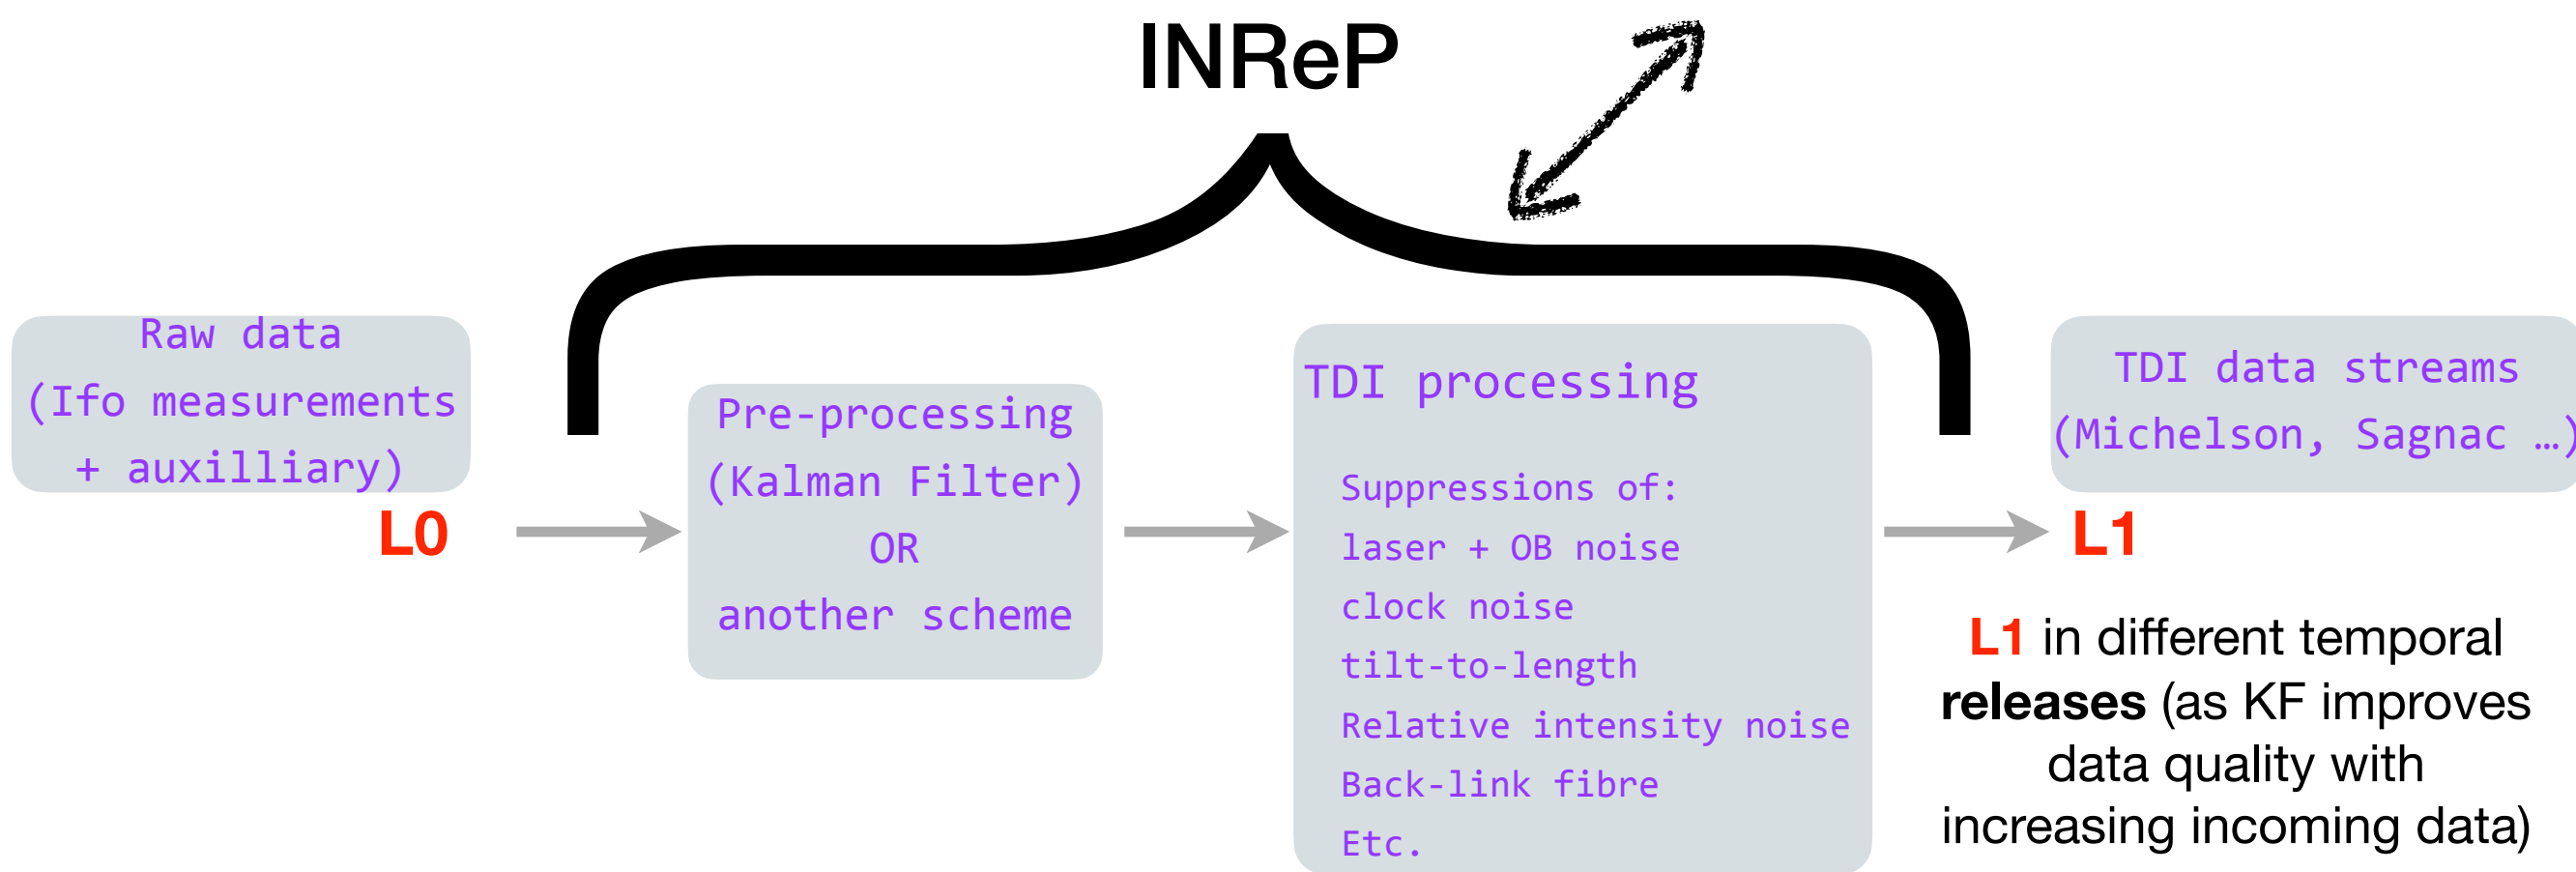 INReP
Raw data
(Ifo measurements
+ auxilliary)
L0
Pre-processing
(Kalman Filter)
OR
another scheme
TDI processing
Suppressions of:
laser + OB noise
clock noise
tilt-to-length
Relative intensity noise
Back-link fibre
Etc.
TDI data streams
(Michelson, Sagnac …)
L1
L1 in different temporal
releases (as KF improves
data quality with
increasing incoming data)